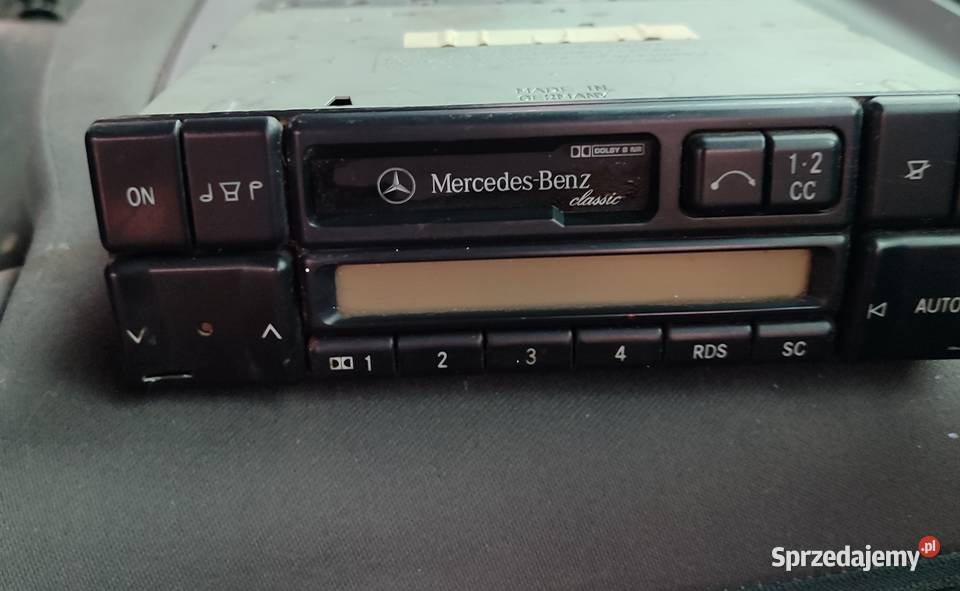 MADE IN
GERMANY
DOLBY B NR
ON
Mercedes-Benz
classic
1·2
CC
AUTO
1 2 3 4 RDS SC
Sprzedajemy.pl